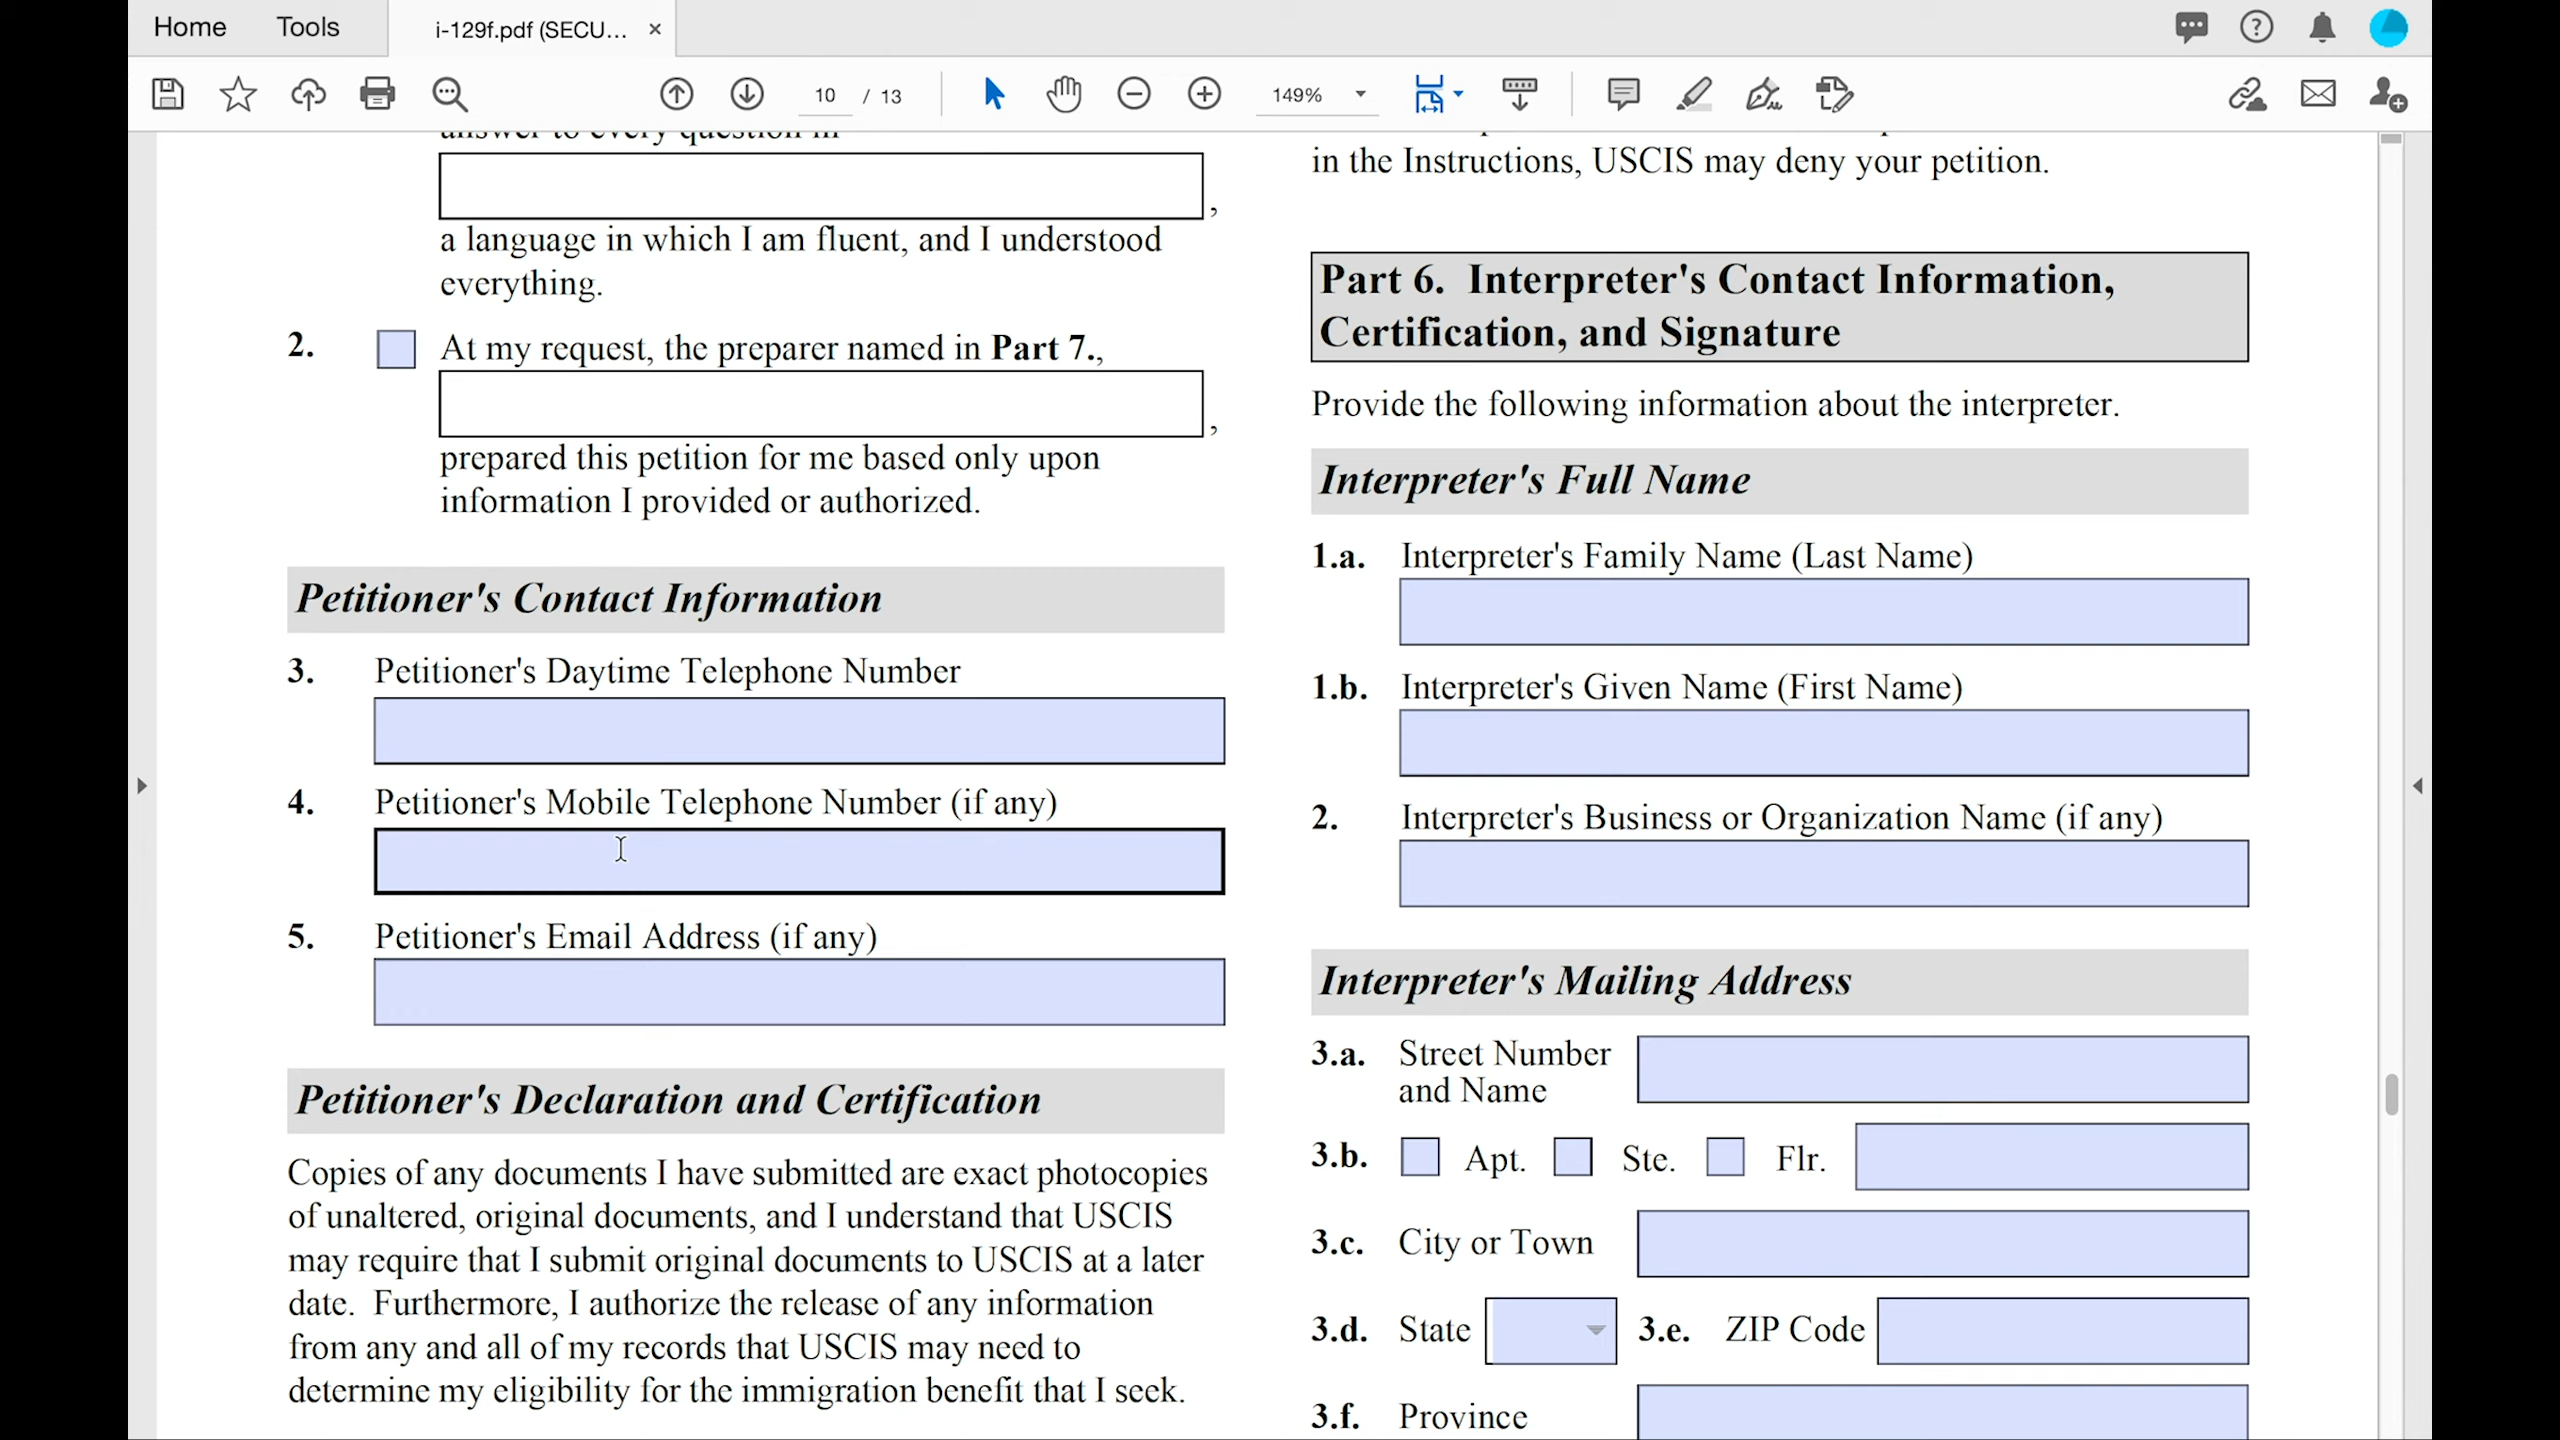 Home
Tools
i-129f.pdf (SECU...
10 / 13
149%
answer to every question in
,
a language in which I am fluent, and I understood
everything.
2. At my request, the preparer named in Part 7.,
,
prepared this petition for me based only upon
information I provided or authorized.
Petitioner's Contact Information
3. Petitioner's Daytime Telephone Number
4. Petitioner's Mobile Telephone Number (if any)
5. Petitioner's Email Address (if any)
Petitioner's Declaration and Certification
Copies of any documents I have submitted are exact photocopies
of unaltered, original documents, and I understand that USCIS
may require that I submit original documents to USCIS at a later
date. Furthermore, I authorize the release of any information
from any and all of my records that USCIS may need to
determine my eligibility for the immigration benefit that I seek.
in the Instructions, USCIS may deny your petition.
Part 6. Interpreter's Contact Information,
Certification, and Signature
Provide the following information about the interpreter.
Interpreter's Full Name
1.a. Interpreter's Family Name (Last Name)
1.b. Interpreter's Given Name (First Name)
2. Interpreter's Business or Organization Name (if any)
Interpreter's Mailing Address
3.a. Street Number
and Name
3.b. Apt. Ste. Flr.
3.c. City or Town
3.d. State 3.e. ZIP Code
3.f. Province